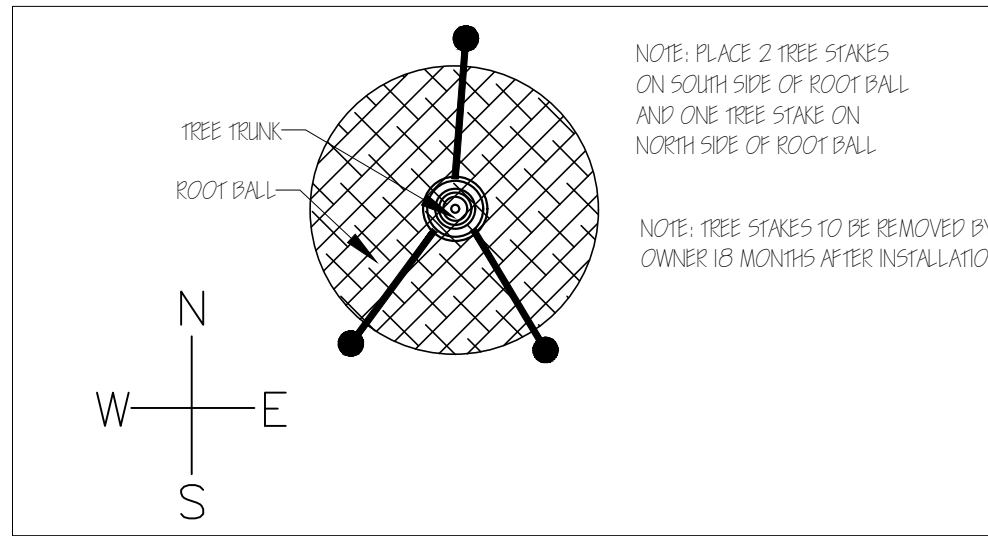 NOTE: PLACE 2 TREE STAKES
ON SOUTH SIDE OF ROOT BALL
AND ONE TREE STAKE ON
NORTH SIDE OF ROOT BALL
TREE TRUNK
ROOT BALL
NOTE: TREE STAKES TO BE REMOVED BY
OWNER 18 MONTHS AFTER INSTALLATIO
N
W E
S